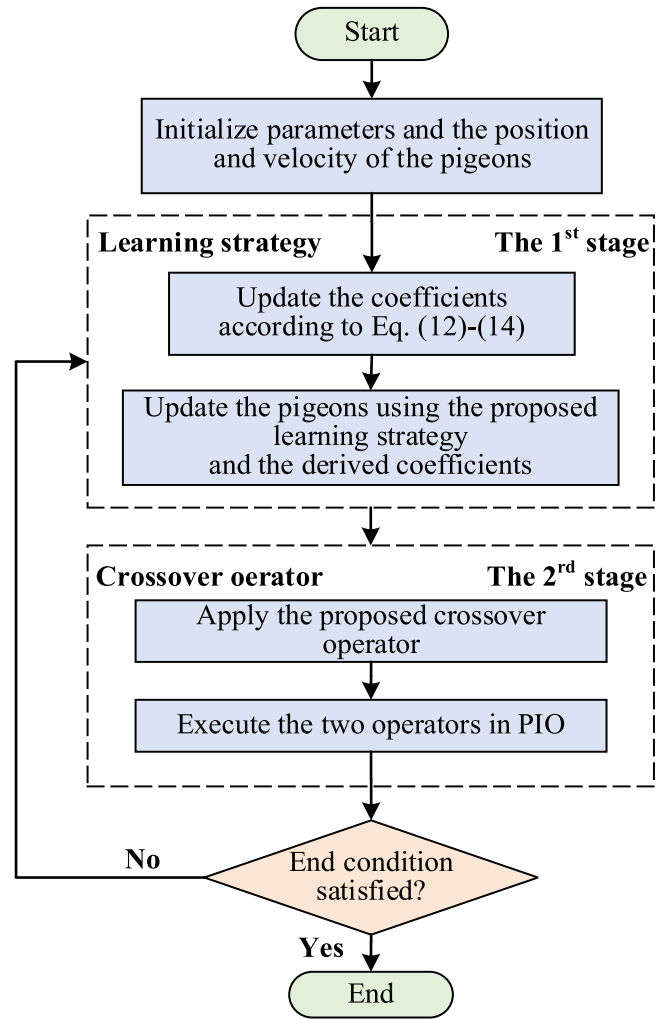 Start
Initialize parameters and the position
and velocity of the pigeons
Learning strategy
The 1st stage
Update the coefficients
according to Eq. (12)-(14)
Update the pigeons using the proposed
learning strategy
and the derived coefficients
Crossover oerator
The 2rd stage
Apply the proposed crossover
operator
Execute the two operators in PIO
End condition
satisfied?
No
Yes
End